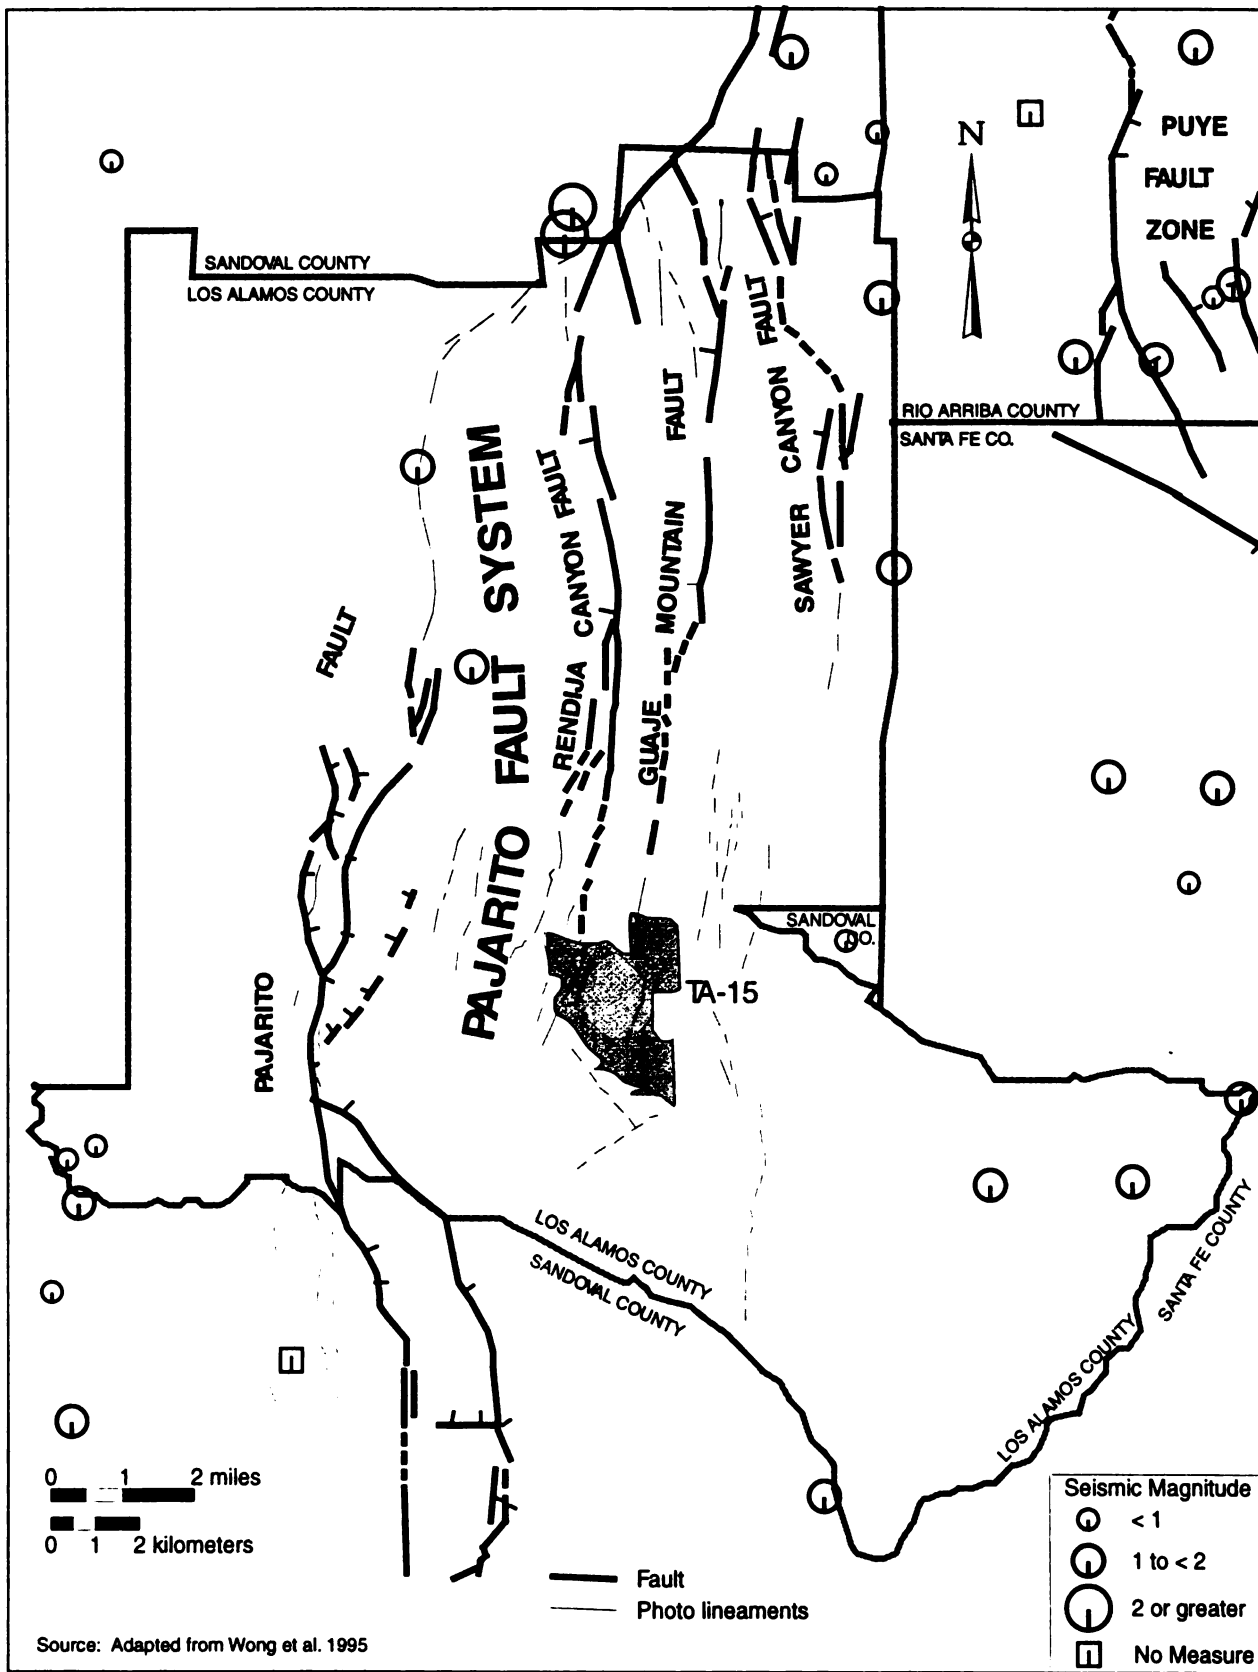 N
PUYE
FAULT
ZONE
SANDOVAL COUNTY
LOS ALAMOS COUNTY
RIO ARRIBA COUNTY
SANTA FE CO.
PAJARITO FAULT SYSTEM
RENDIJA CANYON FAULT
GUAJE MOUNTAIN FAULT
SAWYER CANYON FAULT
PAJARITO FAULT
SANDOVAL
CO.
TA-15
LOS ALAMOS COUNTY
SANDOVAL COUNTY
LOS ALAMOS COUNTY
SANTA FE COUNTY
0 1 2 miles
0 1 2 kilometers
Fault
Photo lineaments
Seismic Magnitude
< 1
1 to < 2
2 or greater
No Measure
Source: Adapted from Wong et al. 1995